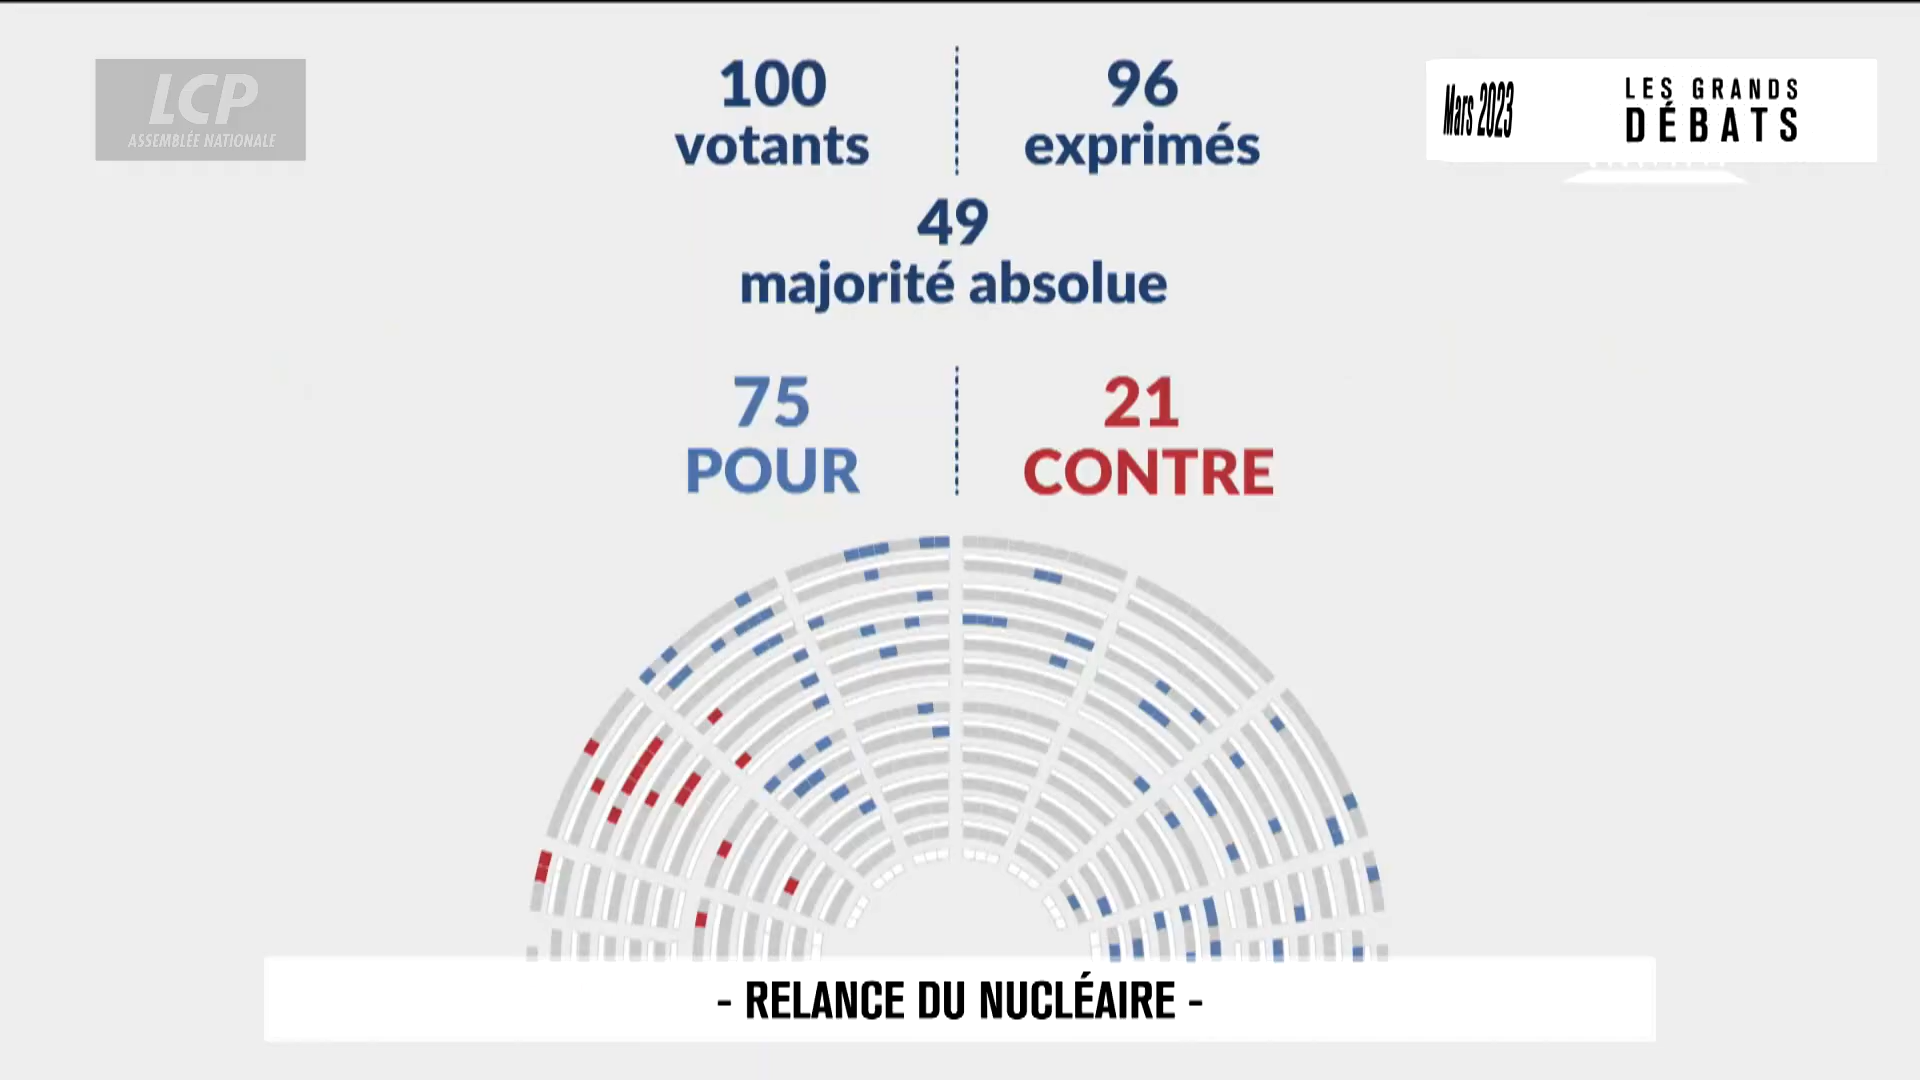 LCP
ASSEMBLÉE NATIONALE
100
votants
96
exprimés
Mars 2023
LES GRANDS
DÉBATS
49
majorité absolue
75
POUR
21
CONTRE
- RELANCE DU NUCLÉAIRE -